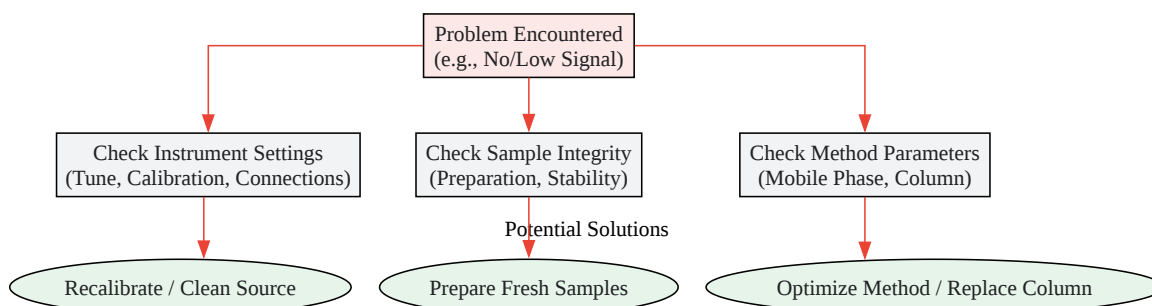 Problem Encountered
(e.g., No/Low Signal)
Check Instrument Settings
(Tune, Calibration, Connections)
Check Sample Integrity
(Preparation, Stability)
Check Method Parameters
(Mobile Phase, Column)
Potential Solutions
Recalibrate / Clean Source
Prepare Fresh Samples
Optimize Method / Replace Column